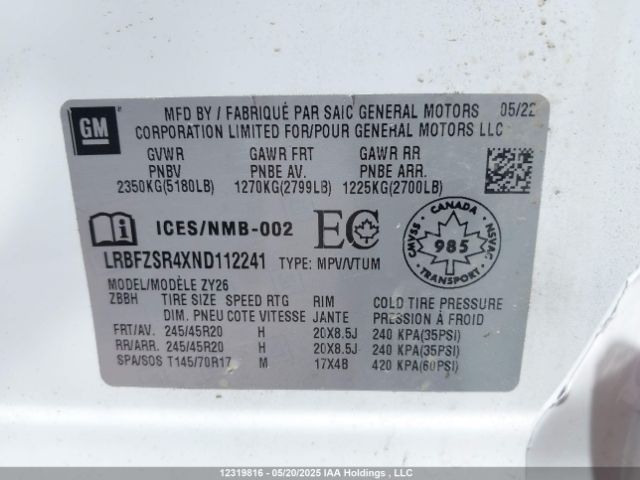 GM
MFD BY / FABRIQUÉ PAR SAIC GENERAL MOTORS 05/22
CORPORATION LIMITED FOR/POUR GENERAL MOTORS LLC
GVWR GAWR FRT GAWR RR
PNBV PNBE AV. PNBE ARR.
2350KG(5180LB) 1270KG(2799LB) 1225KG(2700LB)
i ICES/NMB-002 EC
CANADA
CMVSS 985 NSVAC
TRANSPORT
LRBFZSR4XND112241 TYPE: MPV/VTUM
MODEL/MODÈLE ZY26
ZBBH TIRE SIZE SPEED RTG RIM COLD TIRE PRESSURE
DIM. PNEU COTE VITESSE JANTE PRESSION À FROID
FRT/AV. 245/45R20 H 20X8.5J 240 KPA(35PSI)
RR/ARR. 245/45R20 H 20X8.5J 240 KPA(35PSI)
SPA/SOS T145/70R17 M 17X4B 420 KPA(60PSI)
12319816 - 05/20/2025 IAA Holdings , LLC